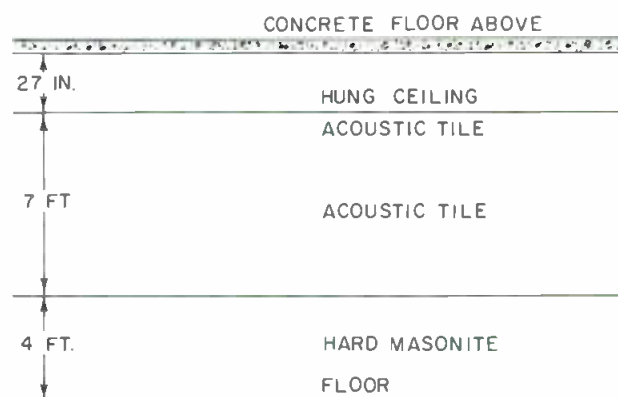 CONCRETE FLOOR ABOVE
27 IN.
HUNG CEILING
ACOUSTIC TILE
7 FT
ACOUSTIC TILE
4 FT.
HARD MASONITE
FLOOR